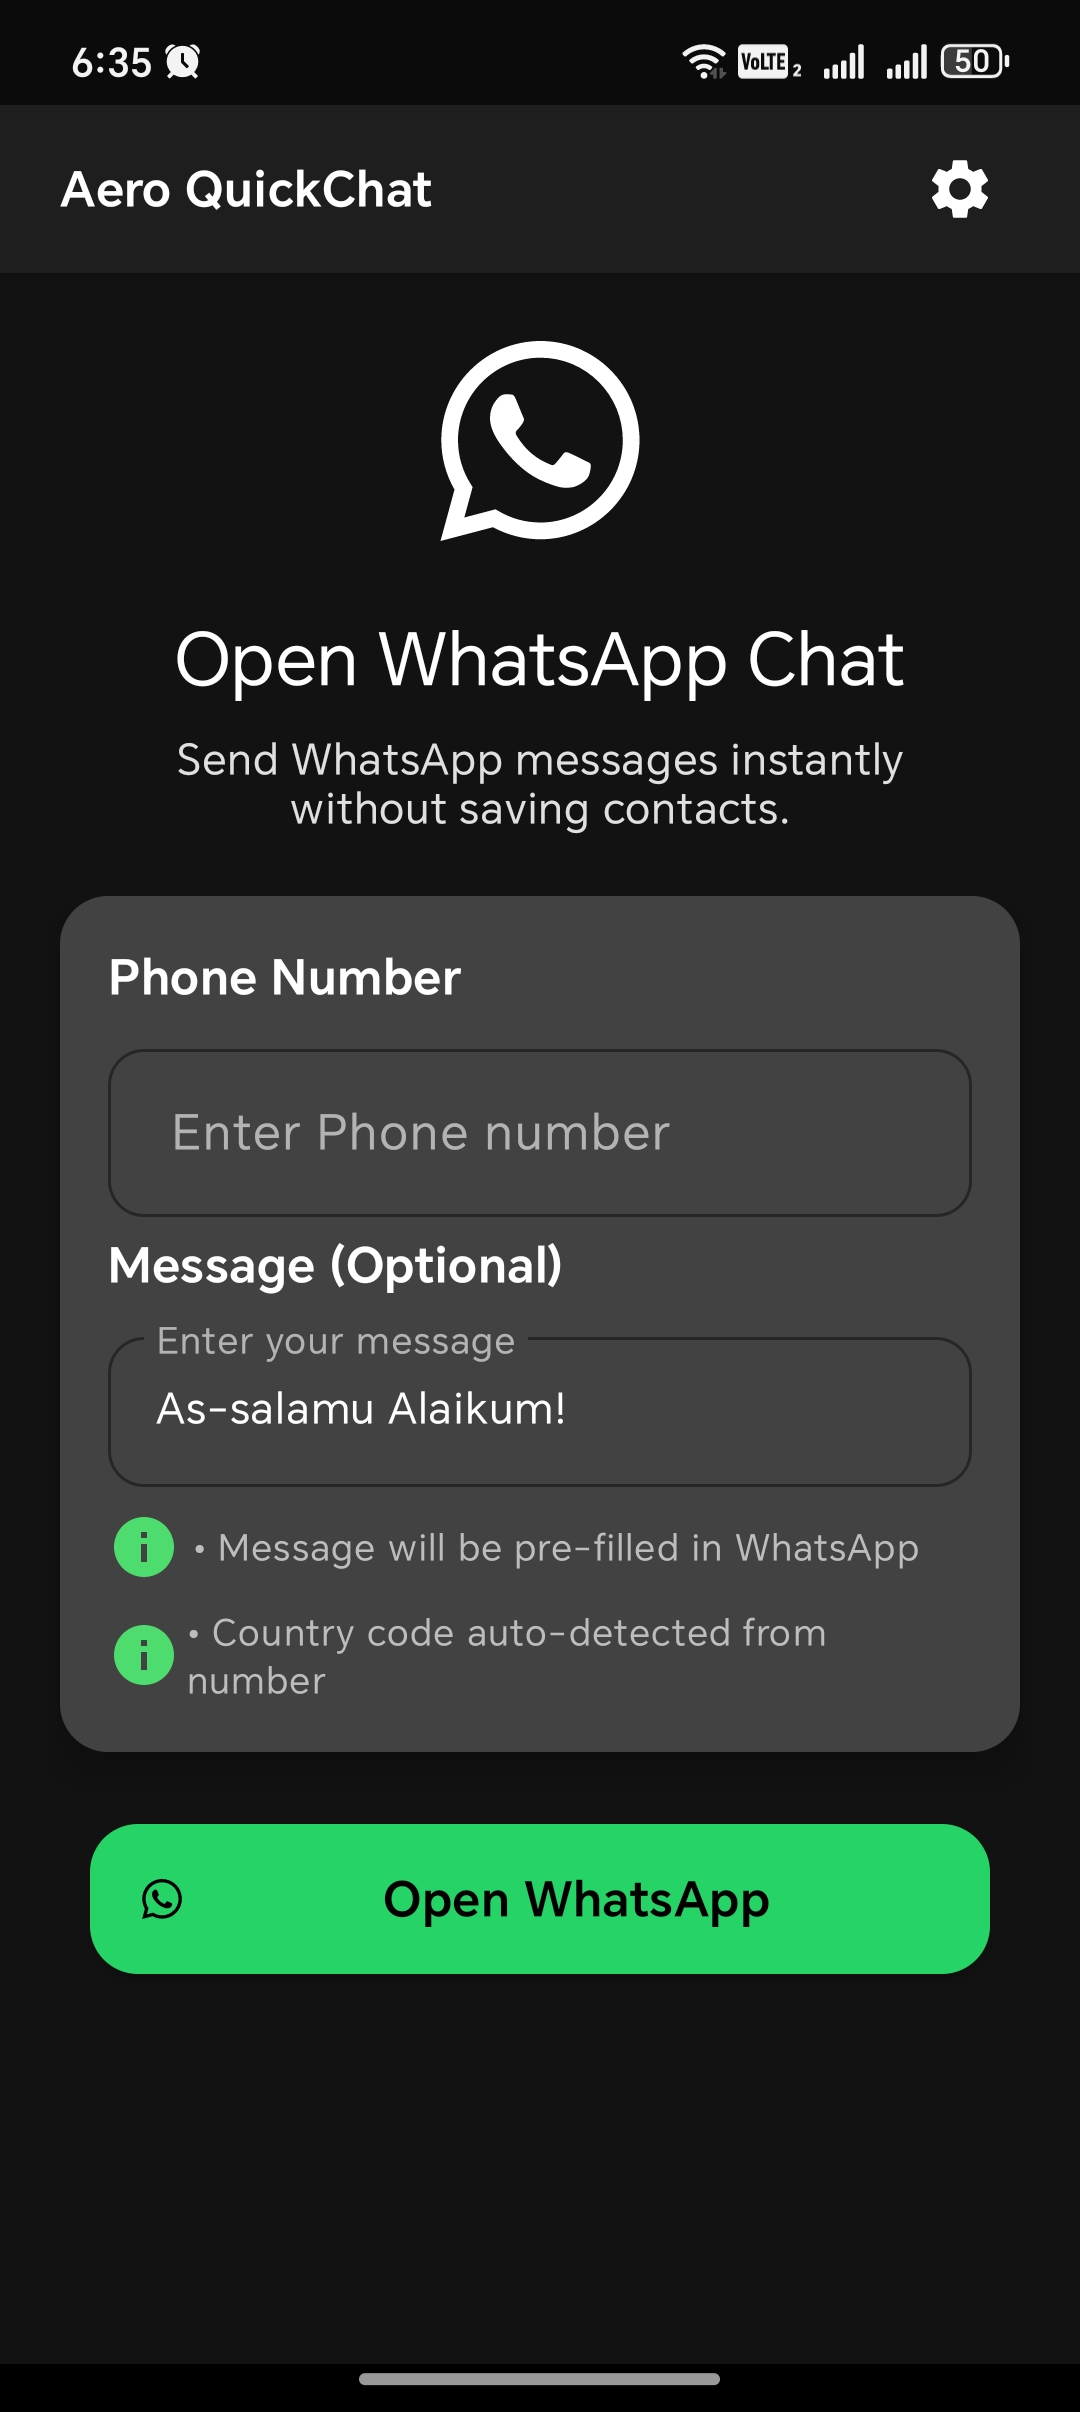 6:35
VoLTE 2
50
Aero QuickChat
Open WhatsApp Chat
Send WhatsApp messages instantly
without saving contacts.
Phone Number
Enter Phone number
Message (Optional)
Enter your message
As-salamu Alaikum!
• Message will be pre-filled in WhatsApp
• Country code auto-detected from
number
Open WhatsApp